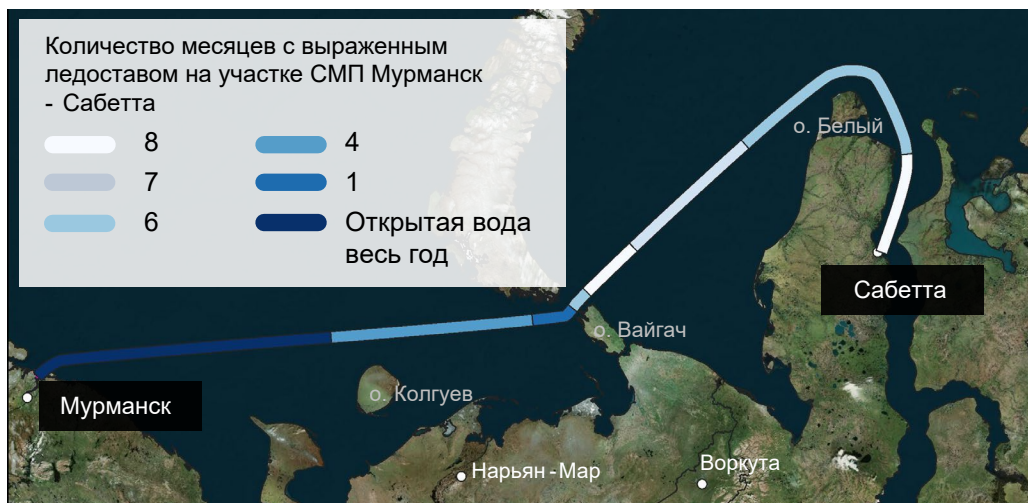 Количество месяцев с выраженным
ледоставом на участке СМП Мурманск
- Сабетта
8
4
7
1
6
Открытая вода
весь год
о. Белый
Сабетта
о. Вайгач
о. Колгуев
Мурманск
Нарьян-Мар
Воркута